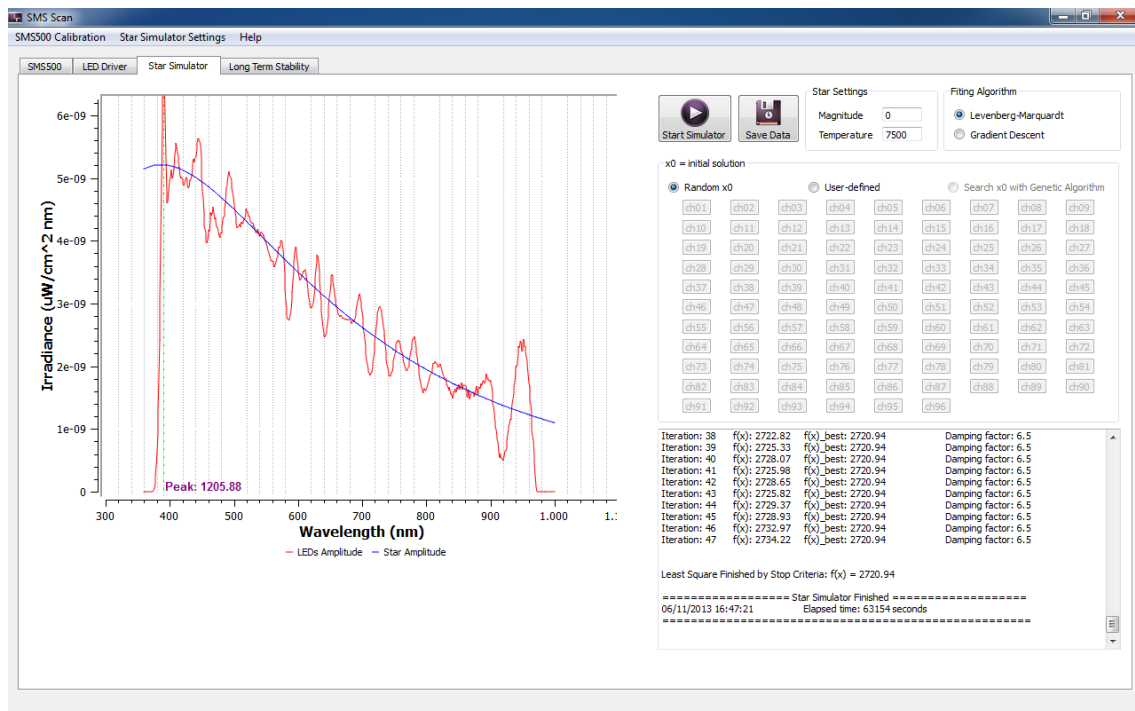 SMS Scan
SMS500 Calibration Star Simulator Settings Help
SMS500 LED Driver Star Simulator Long Term Stability
6e-09
5e-09
4e-09
3e-09
2e-09
1e-09
0
Irradiance (uW/cm^2 nm)
Peak: 1205.88
300 400 500 600 700 800 900 1.000 1.:
Wavelength (nm)
LEDs Amplitude Star Amplitude
Start Simulator
Save Data
Star Settings
Magnitude 0
Temperature 7500
Fiting Algorithm
Levenberg-Marquardt
Gradient Descent
x0 = initial solution
Random x0 User-defined Search x0 with Genetic Algorithm
ch01 ch02 ch03 ch04 ch05 ch06 ch07 ch08 ch09
ch10 ch11 ch12 ch13 ch14 ch15 ch16 ch17 ch18
ch19 ch20 ch21 ch22 ch23 ch24 ch25 ch26 ch27
ch28 ch29 ch30 ch31 ch32 ch33 ch34 ch35 ch36
ch37 ch38 ch39 ch40 ch41 ch42 ch43 ch44 ch45
ch46 ch47 ch48 ch49 ch50 ch51 ch52 ch53 ch54
ch55 ch56 ch57 ch58 ch59 ch60 ch61 ch62 ch63
ch64 ch65 ch66 ch67 ch68 ch69 ch70 ch71 ch72
ch73 ch74 ch75 ch76 ch77 ch78 ch79 ch80 ch81
ch82 ch83 ch84 ch85 ch86 ch87 ch88 ch89 ch90
ch91 ch92 ch93 ch94 ch95 ch96
Iteration: 38 f(x): 2722.82 f(x)_best: 2720.94 Damping factor: 6.5
Iteration: 39 f(x): 2725.33 f(x)_best: 2720.94 Damping factor: 6.5
Iteration: 40 f(x): 2728.07 f(x)_best: 2720.94 Damping factor: 6.5
Iteration: 41 f(x): 2725.98 f(x)_best: 2720.94 Damping factor: 6.5
Iteration: 42 f(x): 2728.65 f(x)_best: 2720.94 Damping factor: 6.5
Iteration: 43 f(x): 2725.82 f(x)_best: 2720.94 Damping factor: 6.5
Iteration: 44 f(x): 2729.37 f(x)_best: 2720.94 Damping factor: 6.5
Iteration: 45 f(x): 2728.93 f(x)_best: 2720.94 Damping factor: 6.5
Iteration: 46 f(x): 2732.97 f(x)_best: 2720.94 Damping factor: 6.5
Iteration: 47 f(x): 2734.22 f(x)_best: 2720.94 Damping factor: 6.5
Least Square Finished by Stop Criteria: f(x) = 2720.94
================== Star Simulator Finished ===================
06/11/2013 16:47:21 Elapsed time: 63154 seconds
====================================================